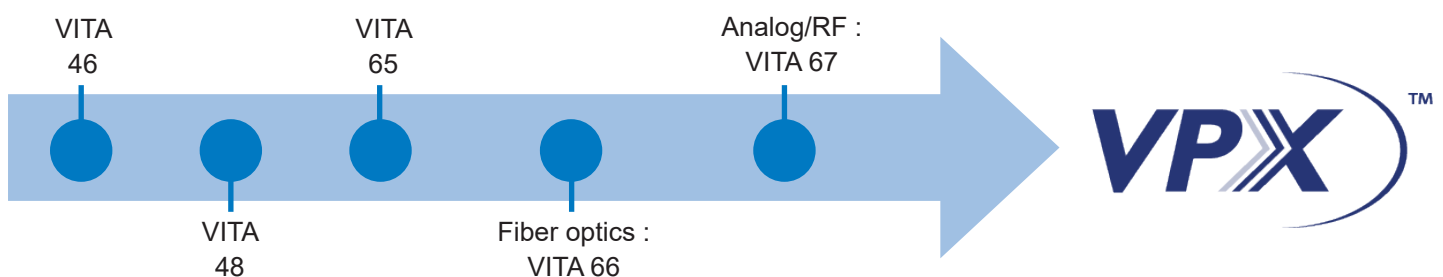 VITA
46
VITA
48
VITA
65
Fiber optics :
VITA 66
Analog/RF :
VITA 67
VPX
TM